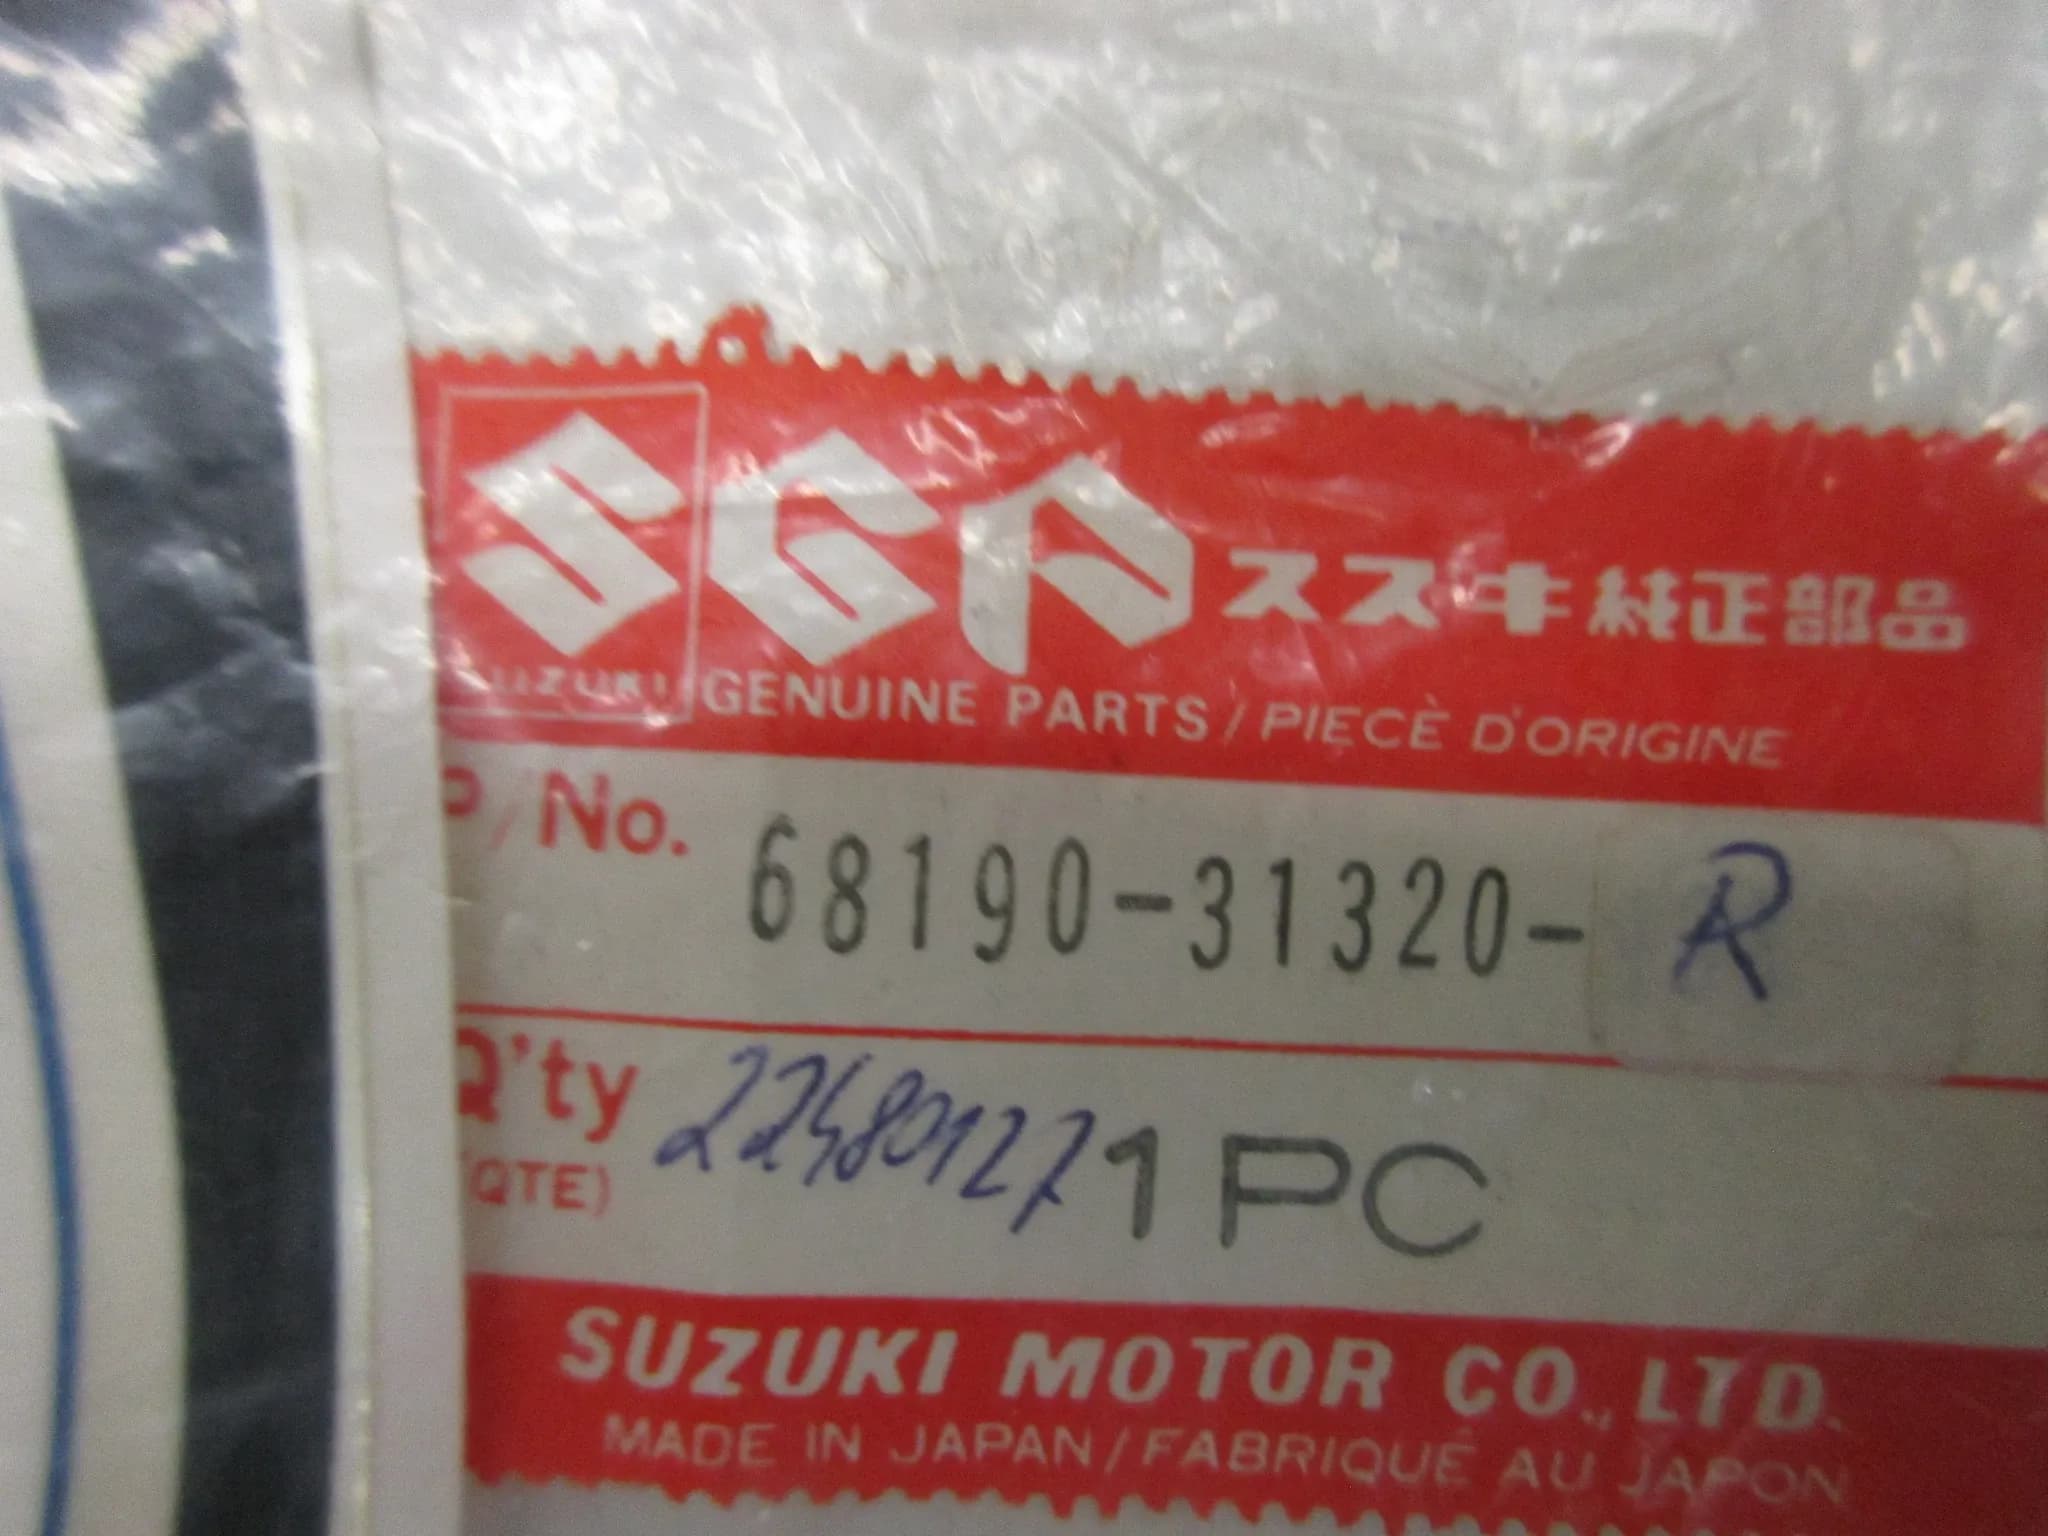 SGP スズキ純正部品
SUZUKI GENUINE PARTS / PIECÈ D'ORIGINE
P/No. 68190-31320- R
Q'ty 22480127 1PC
(QTE)
SUZUKI MOTOR CO., LTD.
MADE IN JAPAN / FABRIQUÉ AU JAPON